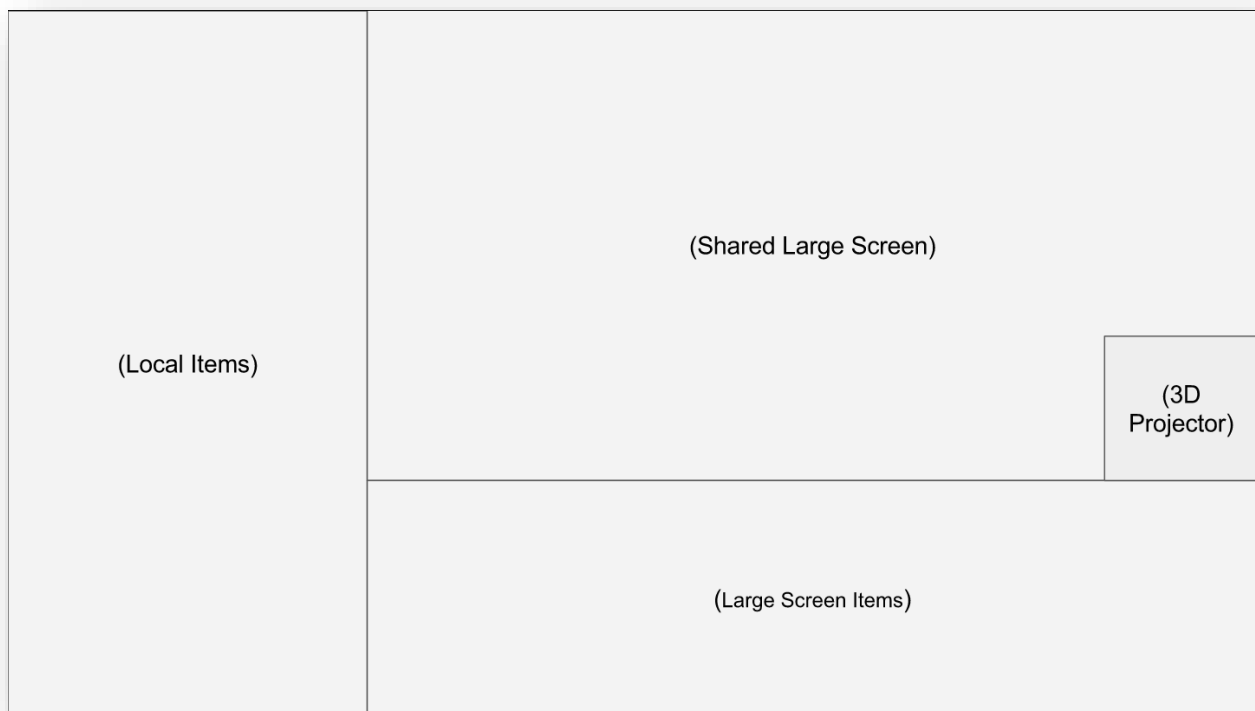 (Shared Large Screen)
(Local Items)
(3D
Projector)
(Large Screen Items)